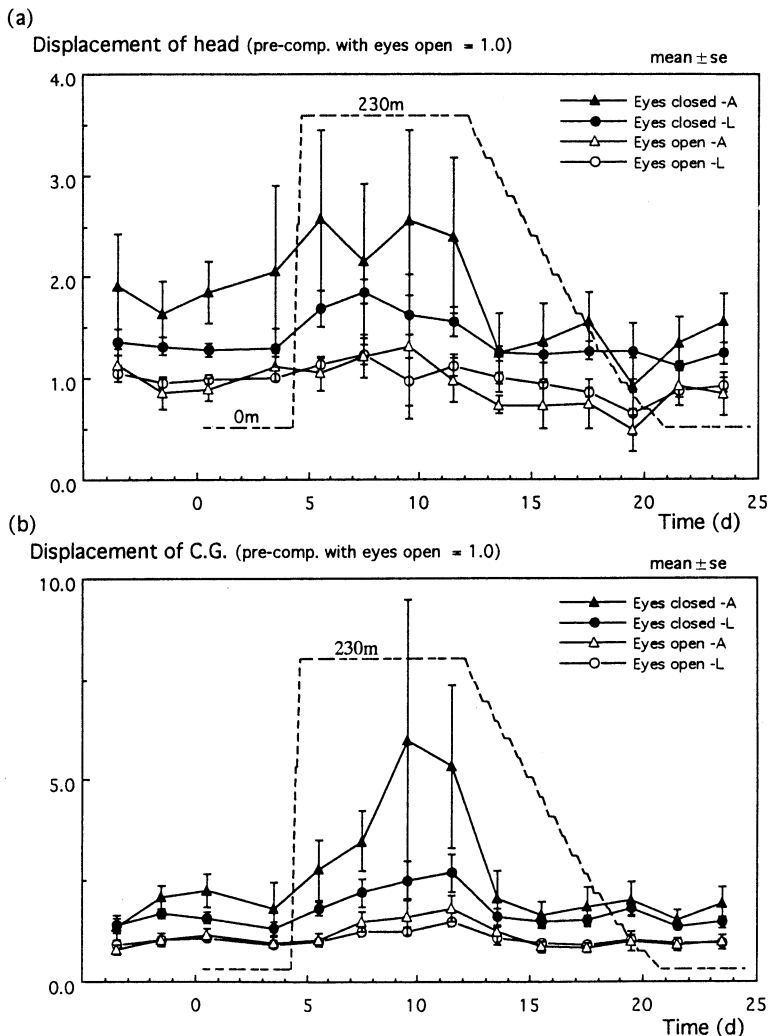 (a)
Displacement of head (pre-comp. with eyes open = 1.0)
mean ± se
4.0
3.0
2.0
1.0
0.0
230m
0m
Eyes closed -A
Eyes closed -L
Eyes open -A
Eyes open -L
0 5 10 15 20 25
Time (d)
(b)
Displacement of C.G. (pre-comp. with eyes open = 1.0)
mean ± se
10.0
5.0
0.0
230m
Eyes closed -A
Eyes closed -L
Eyes open -A
Eyes open -L
0 5 10 15 20 25
Time (d)